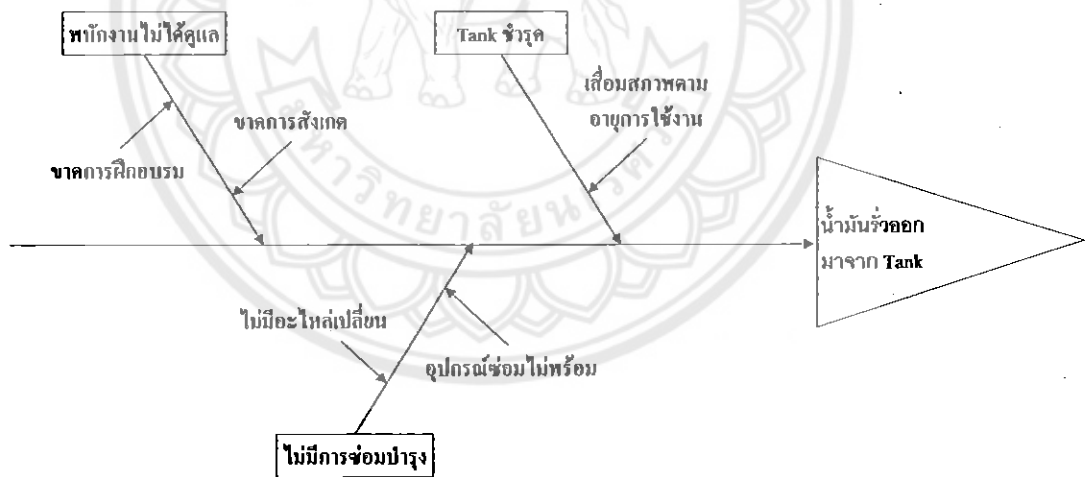 พนักงานไม่ได้ดูแล
Tank ชำรุด
เสื่อมสภาพตาม
อายุการใช้งาน
ขาดการสังเกต
ขาดการฝึกอบรม
น้ำมันรั่วออก
มาจาก Tank
ไม่มีอะไหล่เปลี่ยน
อุปกรณ์ซ่อมไม่พร้อม
ไม่มีการซ่อมบำรุง